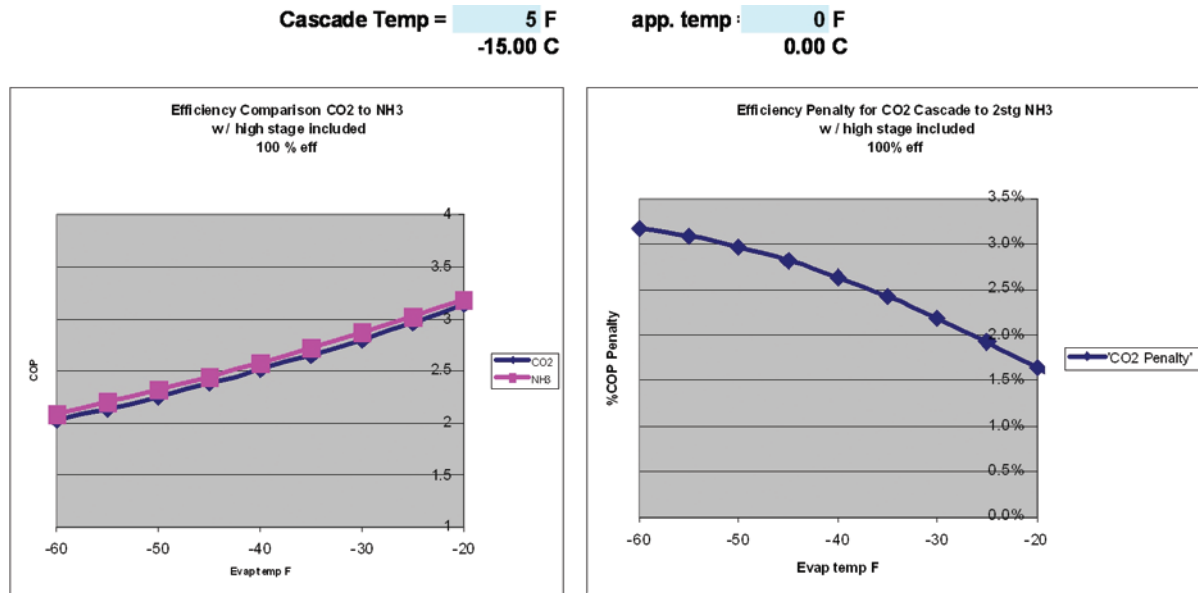 Cascade Temp = 5 F app. temp : 0 F
-15.00 C 0.00 C
Efficiency Comparison CO2 to NH3
w/ high stage included
100 % eff
4
3.5
3
2.5
2
1.5
1
COP
-60 -50 -40 -30 -20
Evap temp F
CO2
NH3
Efficiency Penalty for CO2 Cascade to 2stg NH3
w/ high stage included
100% eff
3.5%
3.0%
2.5%
2.0%
1.5%
1.0%
0.5%
0.0%
%COP Penalty
-60 -50 -40 -30 -20
Evap temp F
'CO2 Penalty'